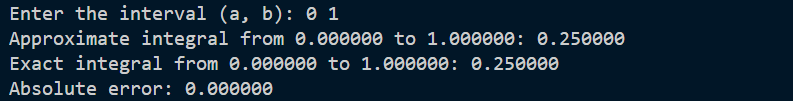 Enter the interval (a, b): 0 1
Approximate integral from 0.000000 to 1.000000: 0.250000
Exact integral from 0.000000 to 1.000000: 0.250000
Absolute error: 0.000000